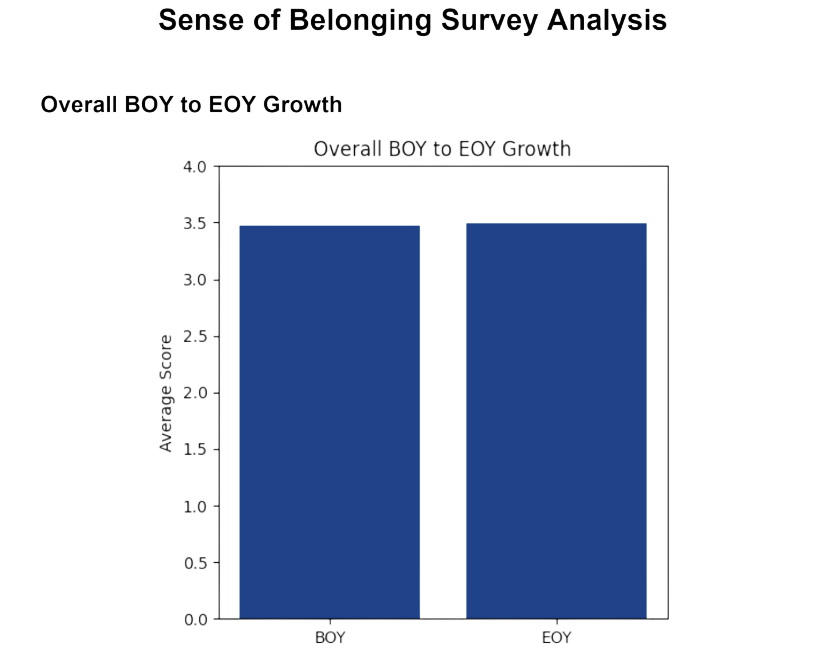 Sense of Belonging Survey Analysis
Overall BOY to EOY Growth
Overall BOY to EOY Growth
4.0
3.5
3.0
2.5
2.0
1.5
1.0
0.5
0.0
Average Score
BOY EOY